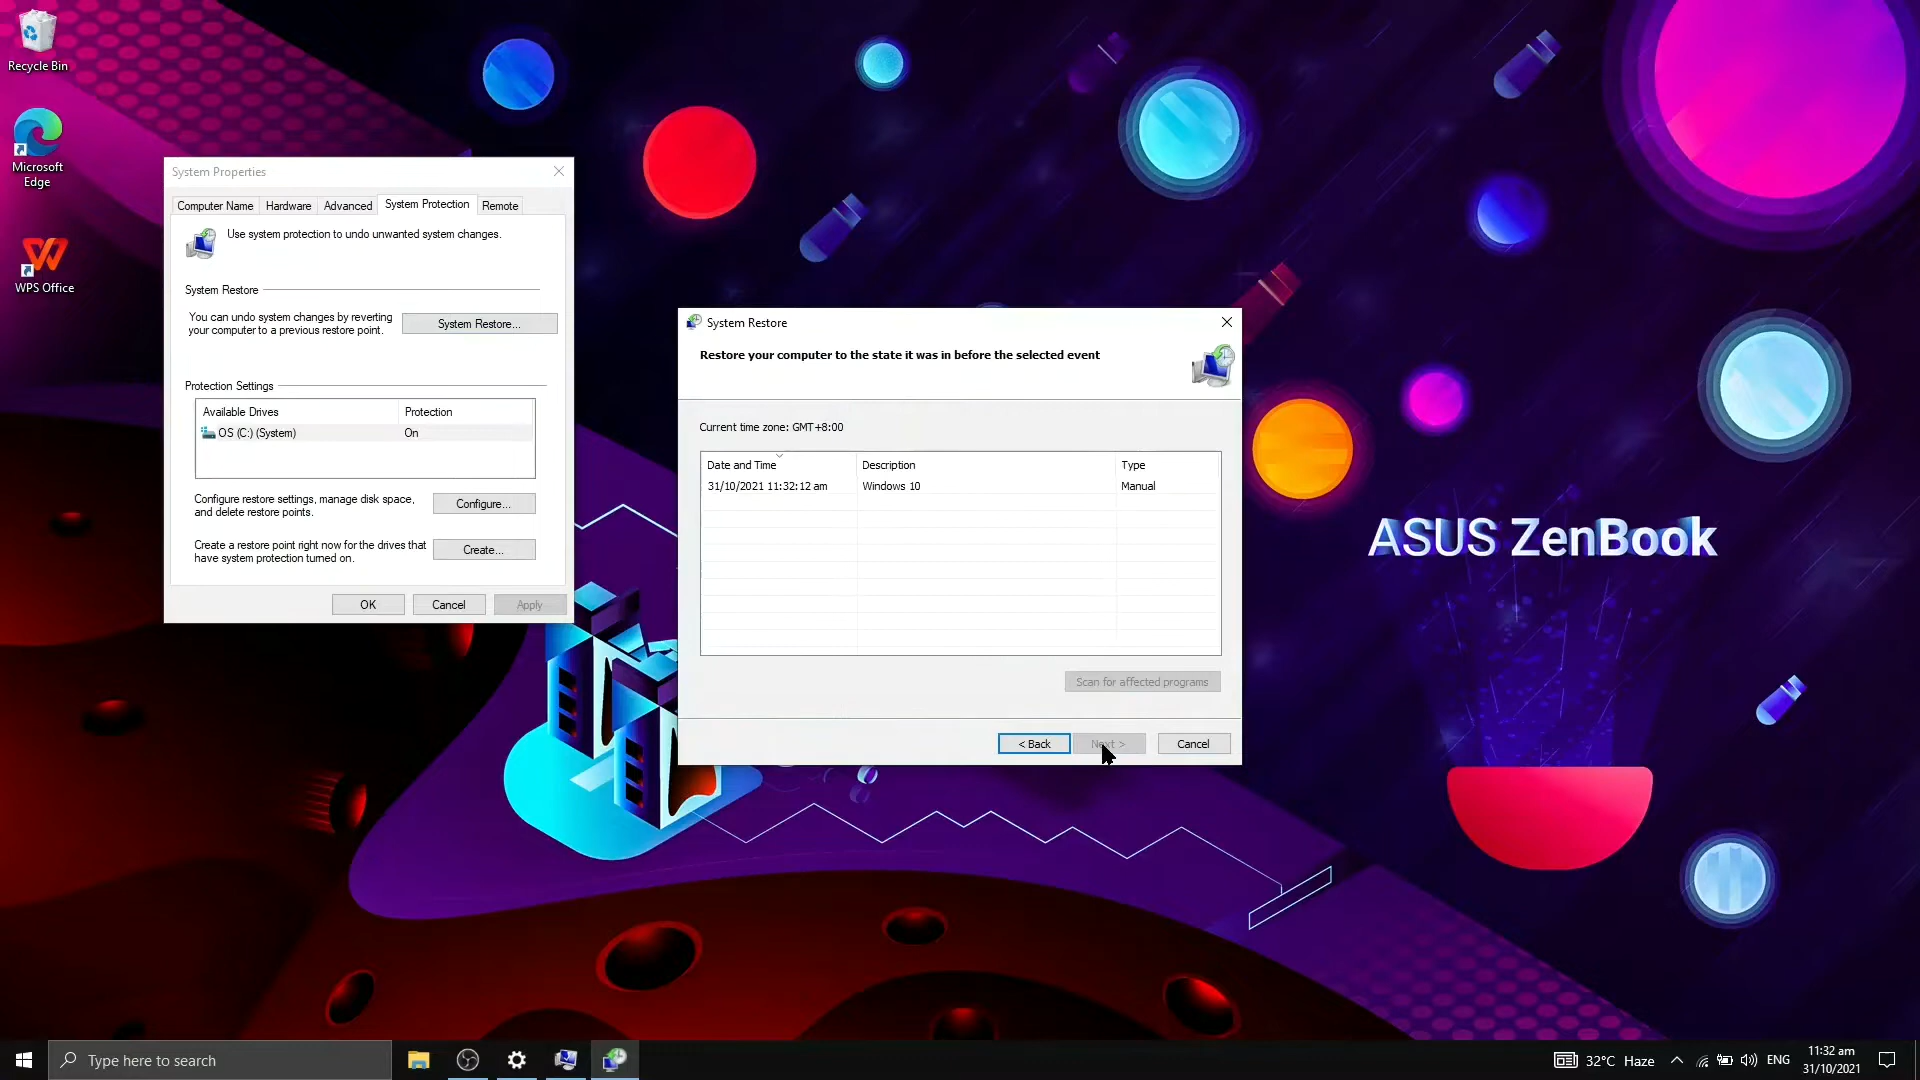 Recycle Bin
Microsoft
Edge
WPS Office
System Properties
Computer Name
Hardware
Advanced
System Protection
Remote
Use system protection to undo unwanted system changes.
System Restore
You can undo system changes by reverting
your computer to a previous restore point.
System Restore...
Protection Settings
Available Drives
Protection
OS (C:) (System)
On
Configure restore settings, manage disk space,
and delete restore points.
Configure...
Create a restore point right now for the drives that
have system protection turned on.
Create...
OK
Cancel
Apply
System Restore
Restore your computer to the state it was in before the selected event
Current time zone: GMT+8:00
Date and Time
Description
Type
31/10/2021 11:32:12 am
Windows 10
Manual
Scan for affected programs
< Back
Next >
Cancel
ASUS ZenBook
Type here to search
32°C Haze
ENG
11:32 am
31/10/2021